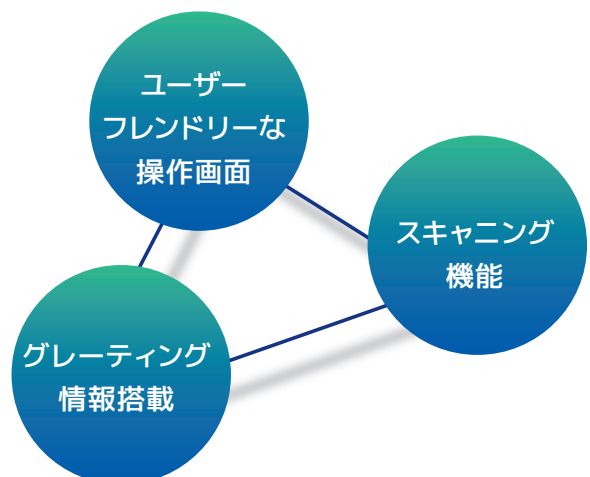 ユーザー
フレンドリーな
操作画面
スキャニング
機能
グレーティング
情報搭載